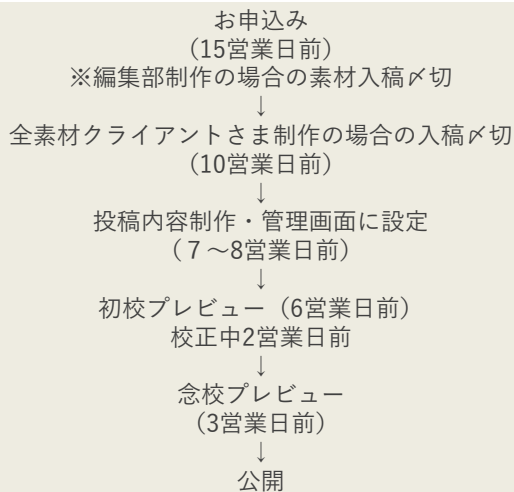 お申込み
(15営業日前)
※編集部制作の場合の素材入稿〆切
↓
全素材クライアントさま制作の場合の入稿〆切
(10営業日前)
↓
投稿内容制作・管理画面に設定
(７～8営業日前)
↓
初校プレビュー（6営業日前）
校正中2営業日前
↓
念校プレビュー
(3営業日前)
↓
公開